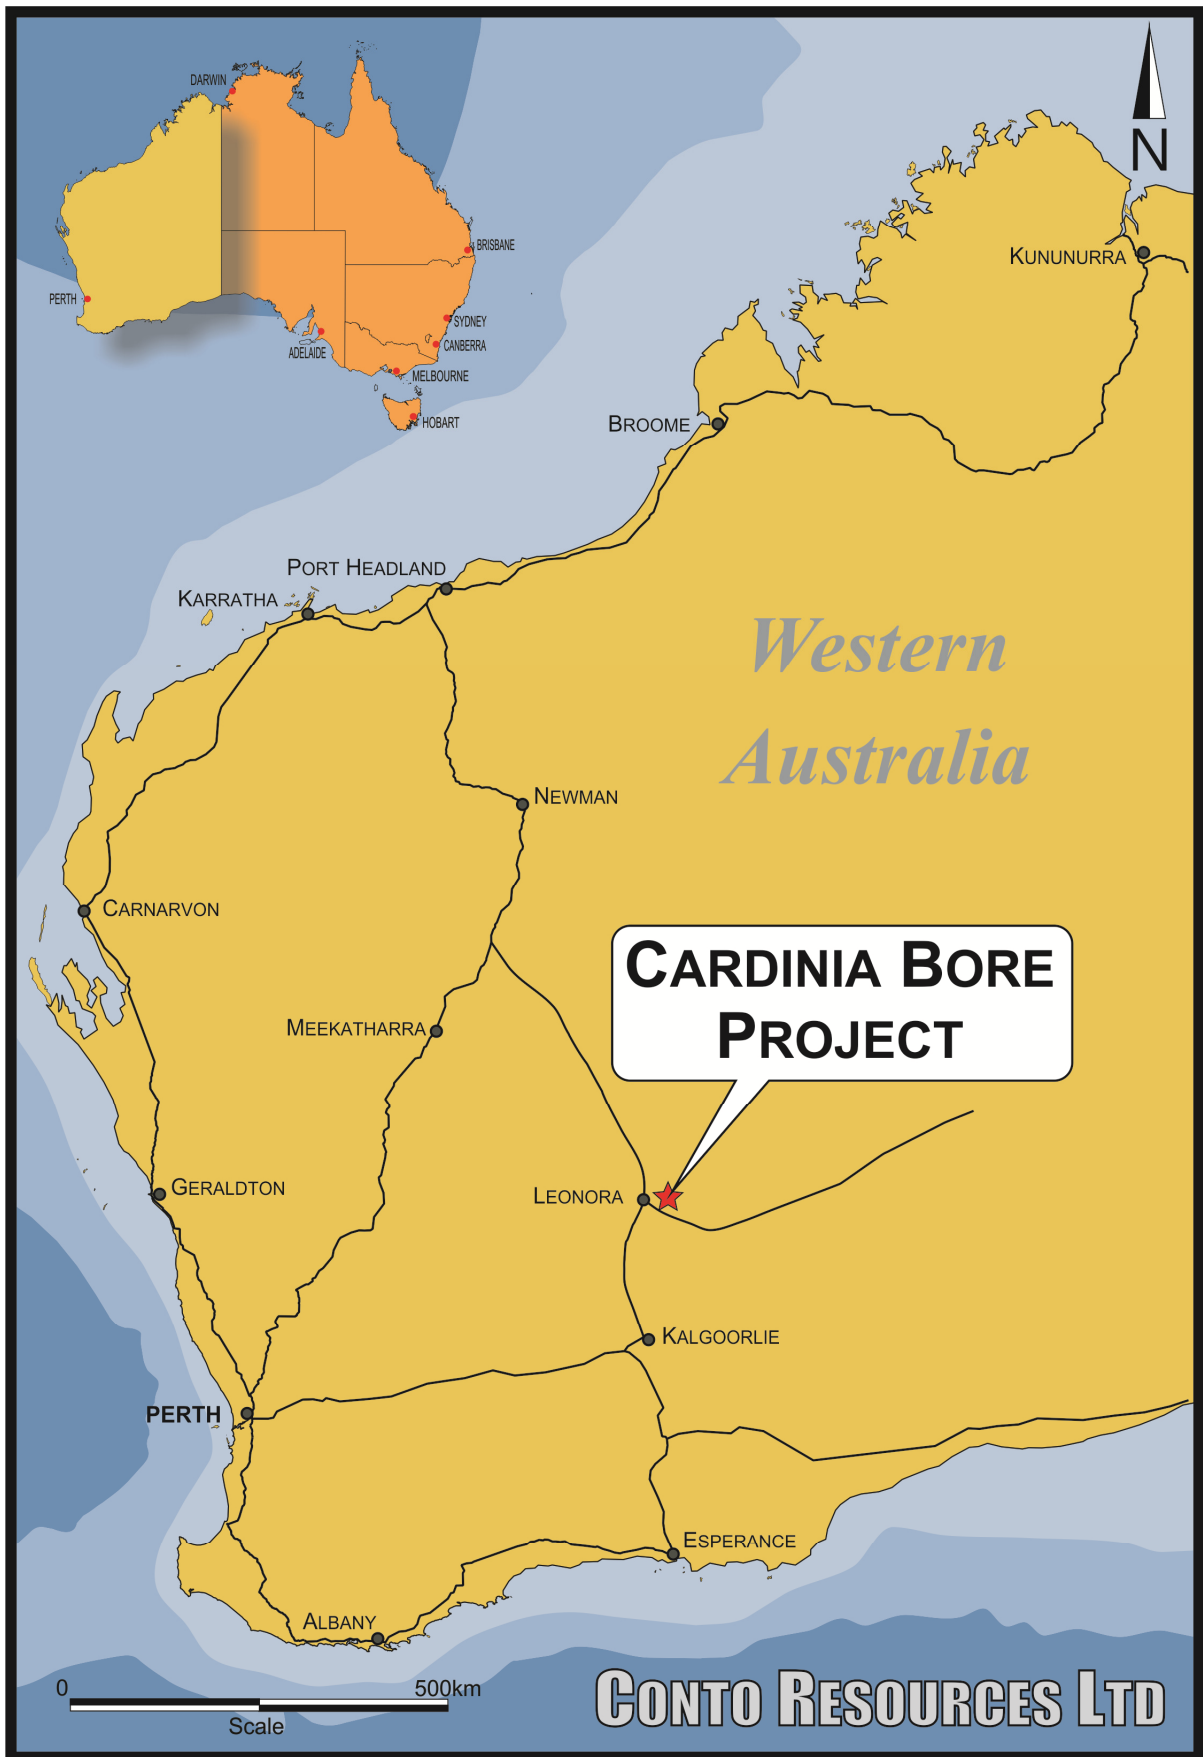 DARWIN
BRISBANE
PERTH
SYDNEY
CANBERRA
ADELAIDE
MELBOURNE
HOBART
N
KUNUNURRA
BROOME
PORT HEADLAND
KARRATHA
Western
Australia
NEWMAN
CARNARVON
CARDINIA BORE
PROJECT
MEEKATHARRA
GERALDTON
LEONORA
KALGOORLIE
PERTH
ESPERANCE
ALBANY
0 500km
Scale
CONTO RESOURCES LTD